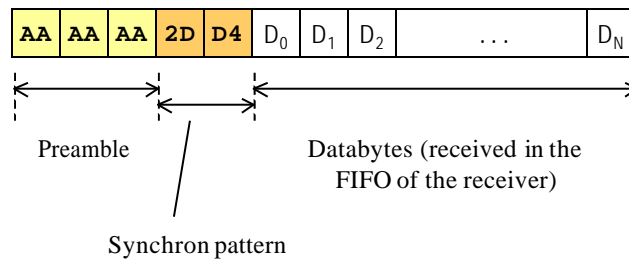 AA AA AA 2D D4 D0 D1 D2 ... DN
Preamble
Databytes (received in the
FIFO of the receiver)
Synchron pattern